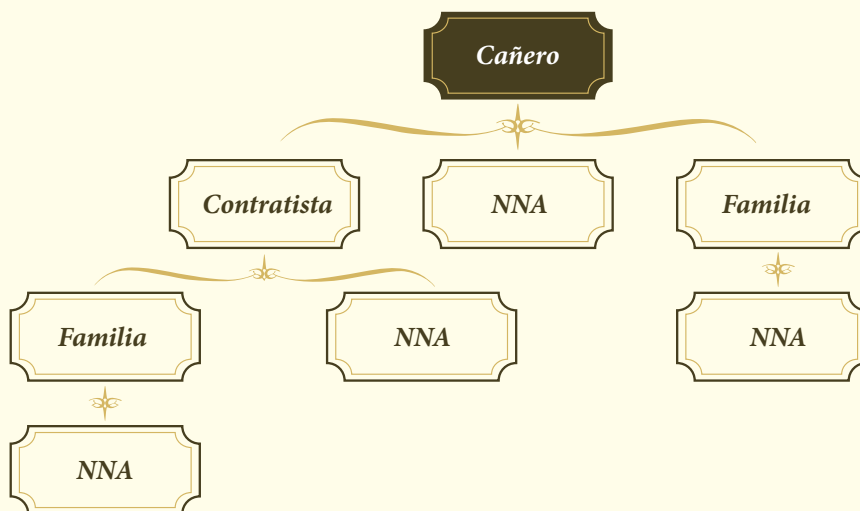 Cañero
Contratista
NNA
Familia
Familia
NNA
NNA
NNA